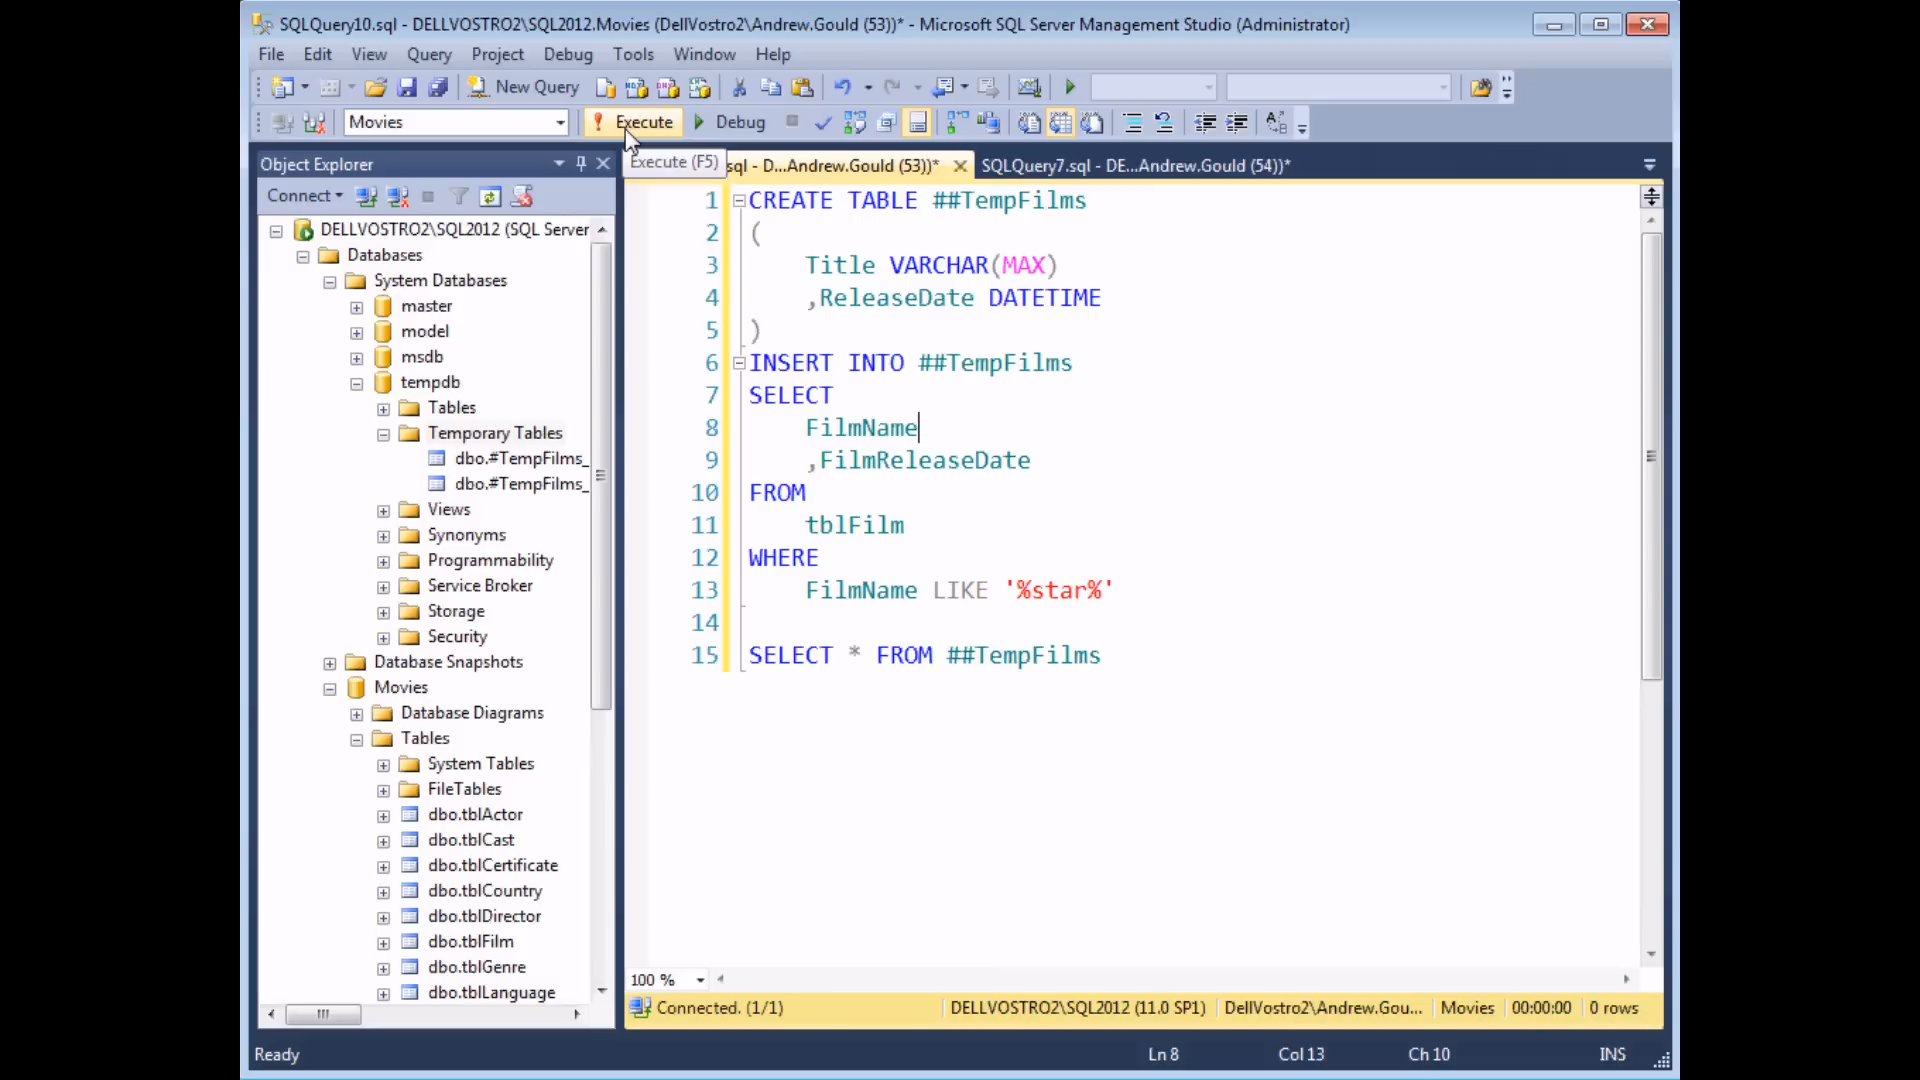 SQLQuery10.sql - DELLVOSTRO2\SQL2012.Movies (DellVostro2\Andrew.Gould (53))* - Microsoft SQL Server Management Studio (Administrator)
File Edit View Query Project Debug Tools Window Help
New Query
Movies Execute Debug
Execute (F5)
Object Explorer
sql - D...Andrew.Gould (53))* SQLQuery7.sql - DE...Andrew.Gould (54))*
Connect
DELLVOSTRO2\SQL2012 (SQL Server
Databases
System Databases
master
model
msdb
tempdb
Tables
Temporary Tables
dbo.#TempFilms_
dbo.#TempFilms_
Views
Synonyms
Programmability
Service Broker
Storage
Security
Database Snapshots
Movies
Database Diagrams
Tables
System Tables
FileTables
dbo.tblActor
dbo.tblCast
dbo.tblCertificate
dbo.tblCountry
dbo.tblDirector
dbo.tblFilm
dbo.tblGenre
dbo.tblLanguage
1 CREATE TABLE ##TempFilms
2 (
3 Title VARCHAR(MAX)
4 ,ReleaseDate DATETIME
5 )
6 INSERT INTO ##TempFilms
7 SELECT
8 FilmName
9 ,FilmReleaseDate
10 FROM
11 tblFilm
12 WHERE
13 FilmName LIKE '%star%'
14
15 SELECT * FROM ##TempFilms
100 %
Connected. (1/1) DELLVOSTRO2\SQL2012 (11.0 SP1) DellVostro2\Andrew.Gou... Movies 00:00:00 0 rows
Ready Ln 8 Col 13 Ch 10 INS